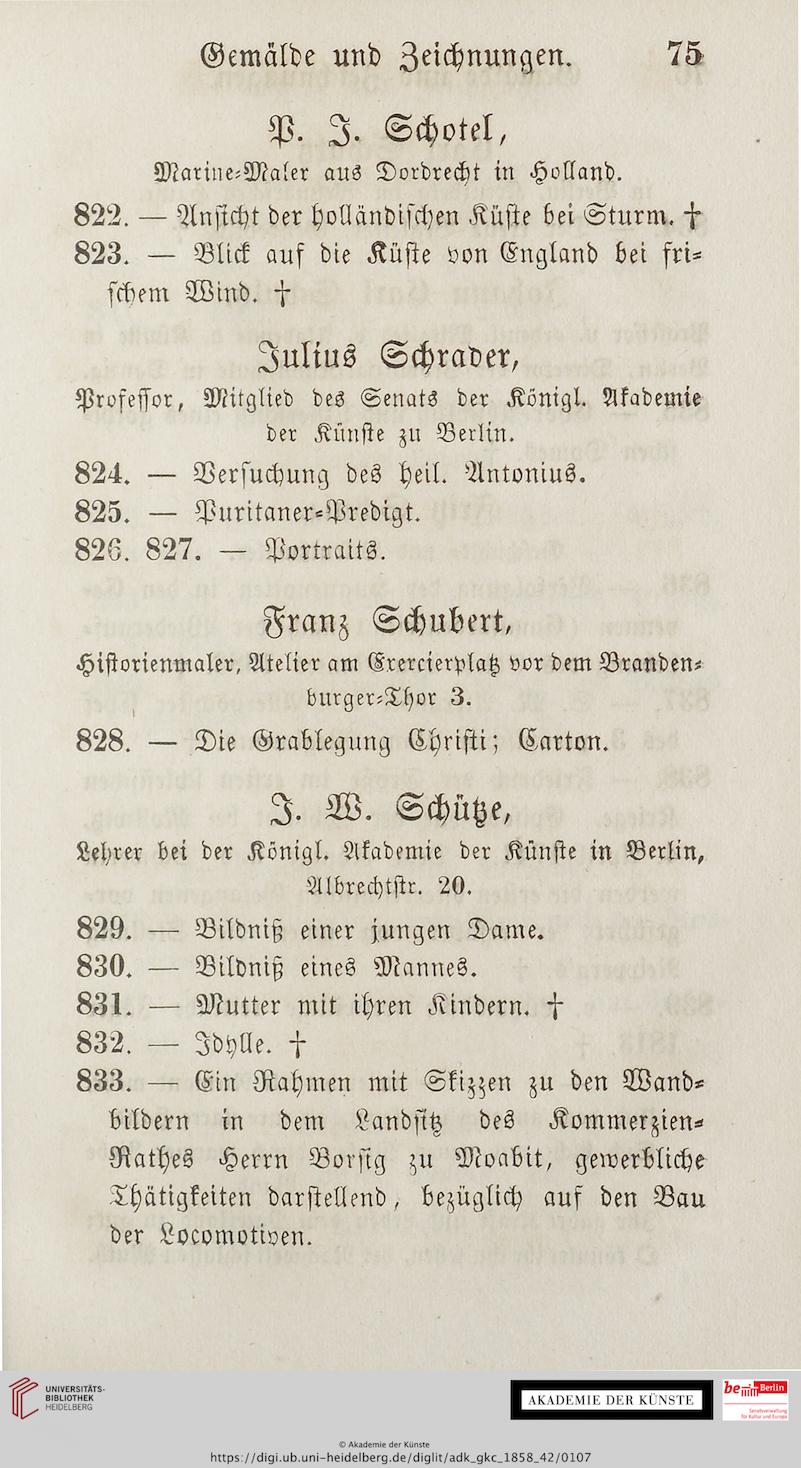 Gemälde und Zeichnungen. 75
P. J. Schotel,
Marine-Maler aus Dordrecht in Holland.
822. — Ansicht der holländischen Küste bei Sturm. †
823. — Blick auf die Küste von England bei fri-
schem Wind. †
Julius Schrader,
Professor, Mitglied des Senats der Königl. Akademie
der Künste zu Berlin.
824. — Versuchung des heil. Antonius.
825. — Puritaner-Predigt.
826. 827. — Portraits.
Franz Schubert,
Historienmaler, Atelier am Exercierplatz vor dem Branden-
burger-Thor 3.
828. — Die Grablegung Christi; Carton.
J. W. Schütze,
Lehrer bei der Königl. Akademie der Künste in Berlin,
Albrechtstr. 20.
829. — Bildniß einer jungen Dame.
830. — Bildniß eines Mannes.
831. — Mutter mit ihren Kindern. †
832. — Idylle. †
833. — Ein Rahmen mit Skizzen zu den Wand-
bildern in dem Landsitz des Kommerzien-
Rathes Herrn Borsig zu Moabit, gewerbliche
Thätigkeiten darstellend, bezüglich auf den Bau
der Locomotiven.
UNIVERSITÄTS-
BIBLIOTHEK
HEIDELBERG
AKADEMIE DER KÜNSTE
be Berlin
Senatsverwaltung
für Kultur und Europa
© Akademie der Künste
https://digi.ub.uni-heidelberg.de/diglit/adk_gkc_1858_42/0107